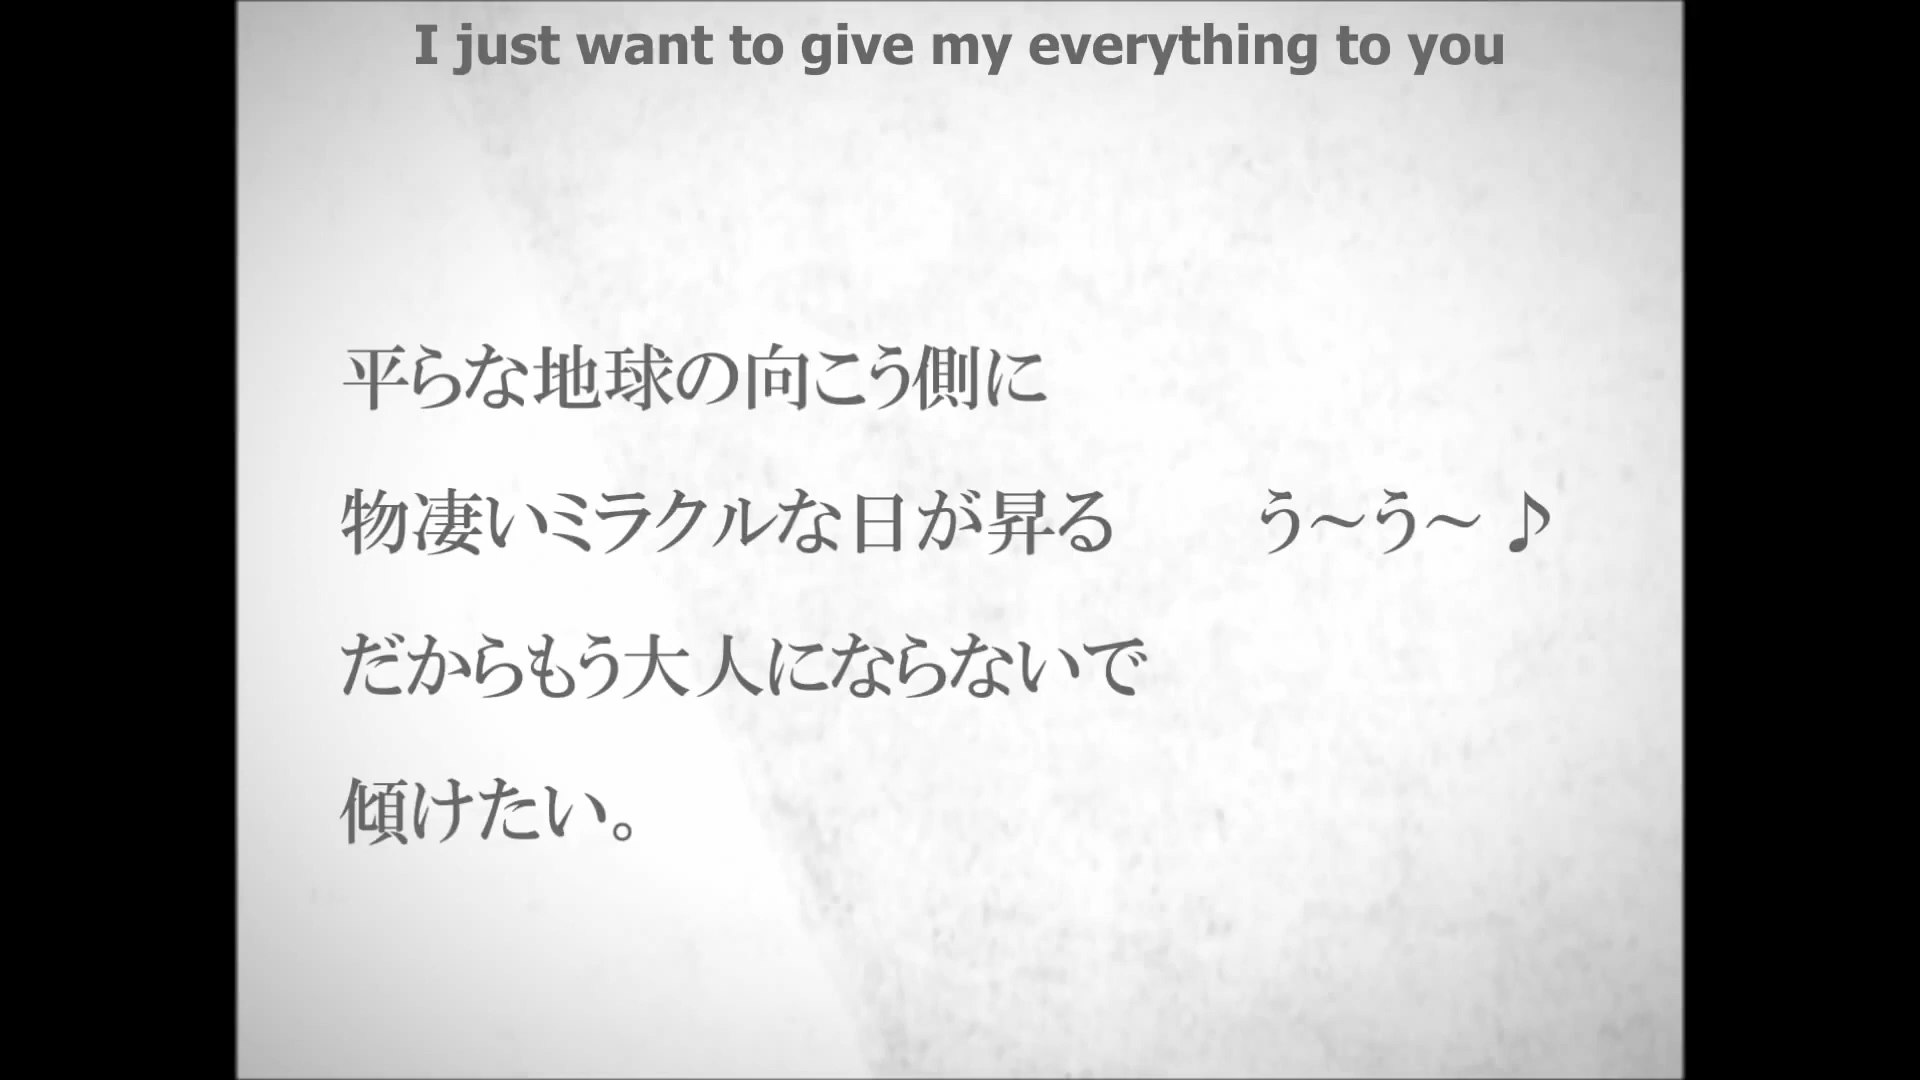 I just want to give my everything to you
平らな地球の向こう側に
物凄いミラクルな日が昇る　　う～う～♪
だからもう大人にならないで
傾けたい。